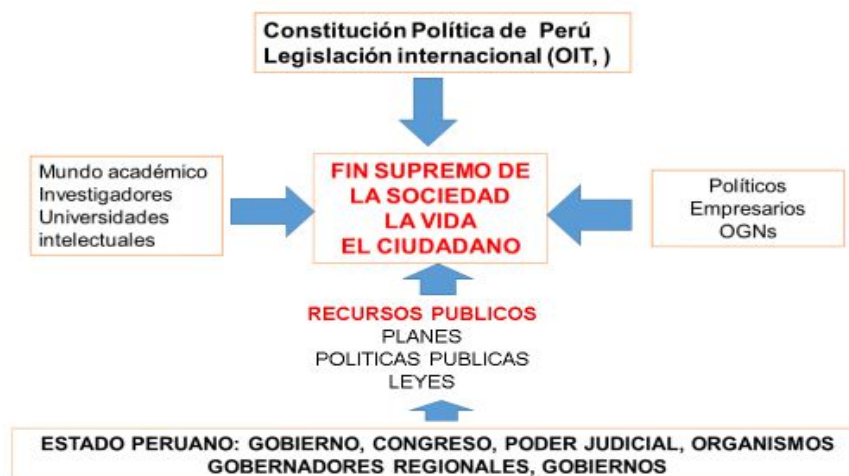 Constitución Política de Perú
Legislación internacional (OIT, )
Mundo académico
Investigadores
Universidades
intelectuales
FIN SUPREMO DE
LA SOCIEDAD
LA VIDA
EL CIUDADANO
Políticos
Empresarios
OGNs
RECURSOS PUBLICOS
PLANES
POLITICAS PUBLICAS
LEYES
ESTADO PERUANO: GOBIERNO, CONGRESO, PODER JUDICIAL, ORGANISMOS
GOBERNADORES REGIONALES, GOBIERNOS